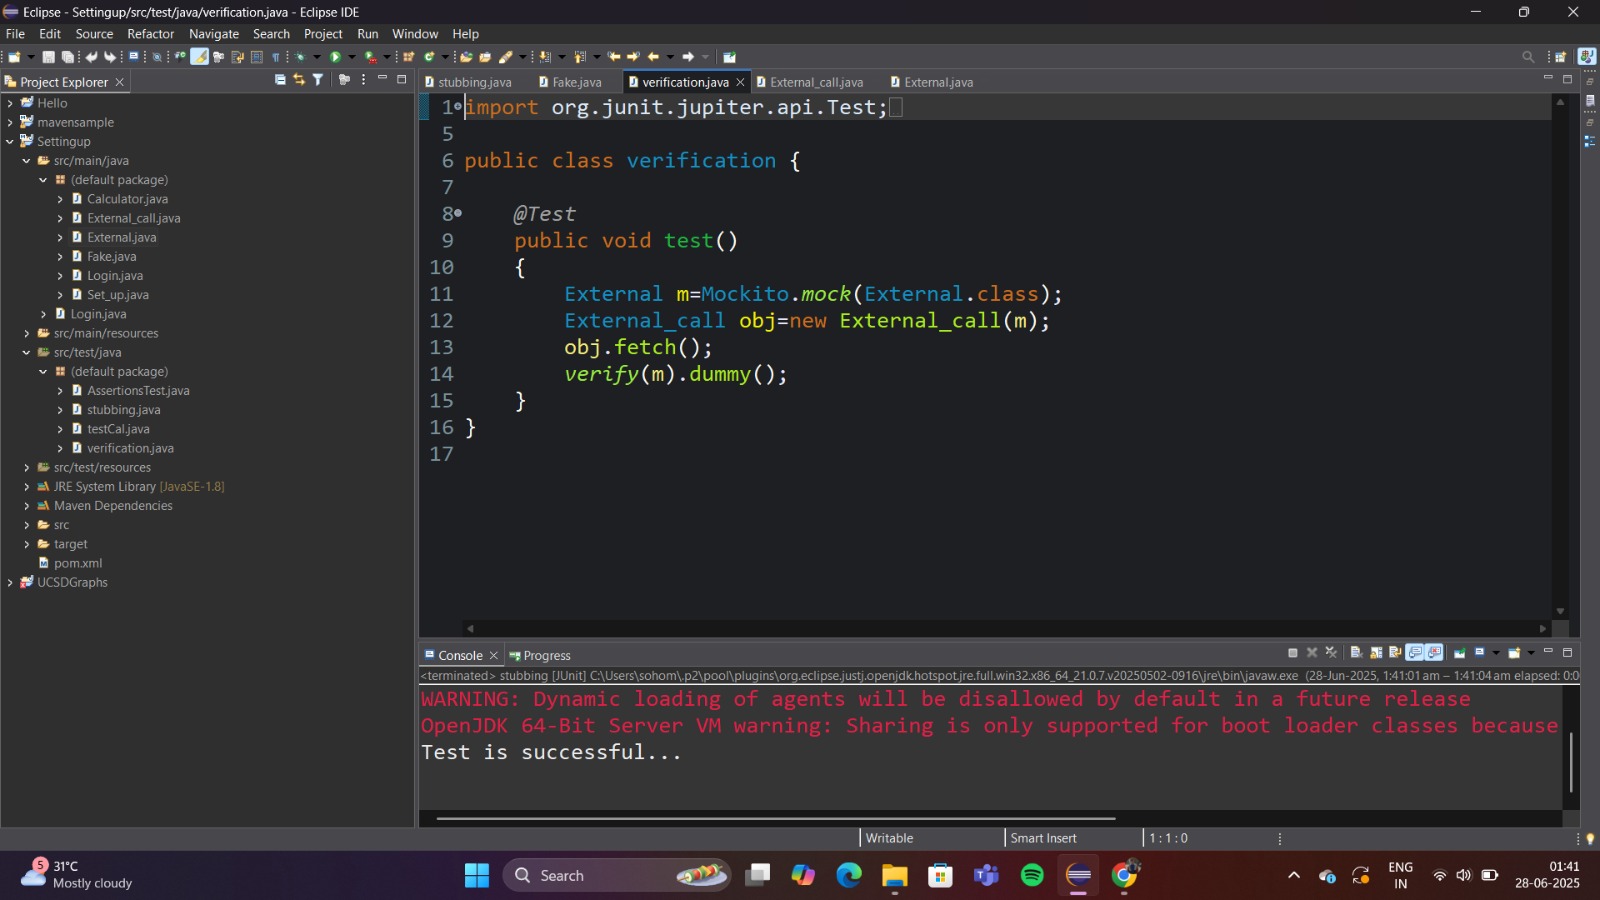 Eclipse - Settingup/src/test/java/verification.java - Eclipse IDE
File Edit Source Refactor Navigate Search Project Run Window Help
Project Explorer
Hello
mavensample
Settingup
src/main/java
(default package)
Calculator.java
External_call.java
External.java
Fake.java
Login.java
Set_up.java
Login.java
src/main/resources
src/test/java
(default package)
AssertionsTest.java
stubbing.java
testCal.java
verification.java
src/test/resources
JRE System Library [JavaSE-1.8]
Maven Dependencies
src
target
pom.xml
UCSDGraphs
stubbing.java Fake.java verification.java External_call.java External.java
1 import org.junit.jupiter.api.Test;
5
6 public class verification {
7
8 @Test
9 public void test()
10 {
11 External m=Mockito.mock(External.class);
12 External_call obj=new External_call(m);
13 obj.fetch();
14 verify(m).dummy();
15 }
16 }
17
Console Progress
<terminated> stubbing [JUnit] C:\Users\sohom\.p2\pool\plugins\org.eclipse.justj.openjdk.hotspot.jre.full.win32.x86_64_21.0.7.v20250502-0916\jre\bin\javaw.exe (28-Jun-2025, 1:41:01 am – 1:41:04 am elapsed: 0:0
WARNING: Dynamic loading of agents will be disallowed by default in a future release
OpenJDK 64-Bit Server VM warning: Sharing is only supported for boot loader classes because
Test is successful...
Writable Smart Insert 1 : 1 : 0
5
31°C
Mostly cloudy
Search
ENG
IN
01:41
28-06-2025